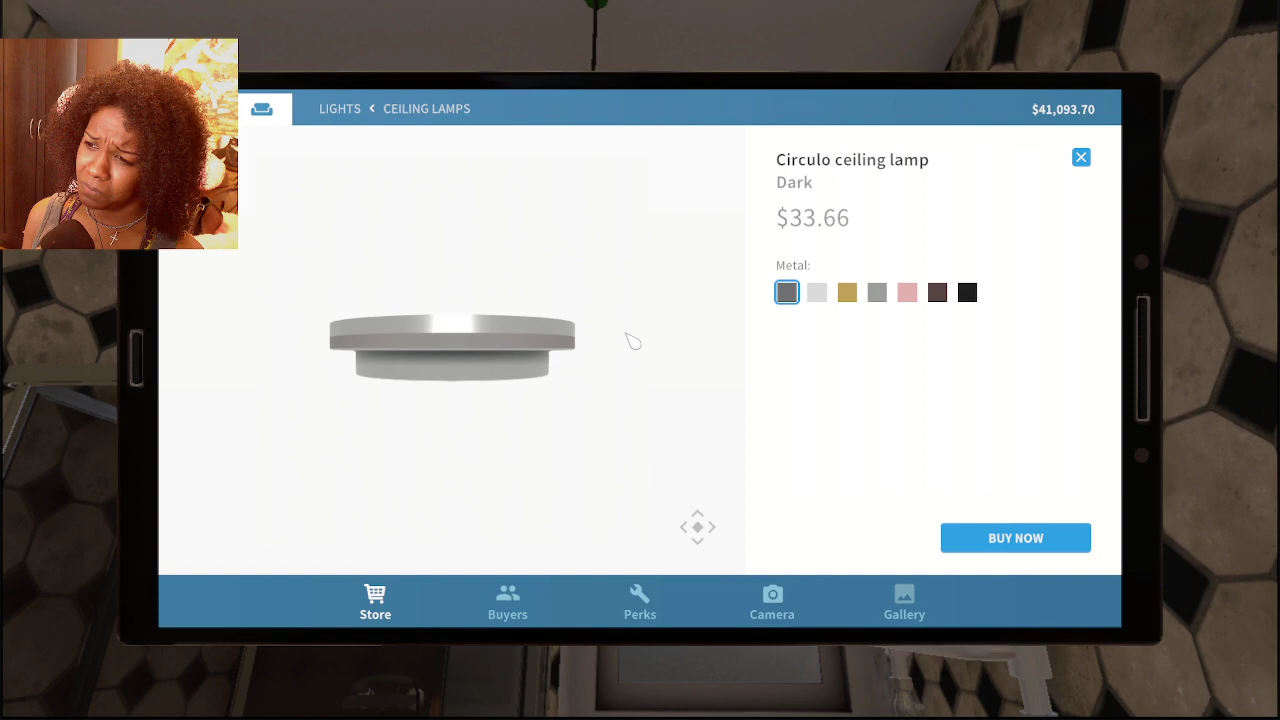 LIGHTS < CEILING LAMPS
$41,093.70
Circulo ceiling lamp
Dark
$33.66
Metal:
BUY NOW
Store
Buyers
Perks
Camera
Gallery